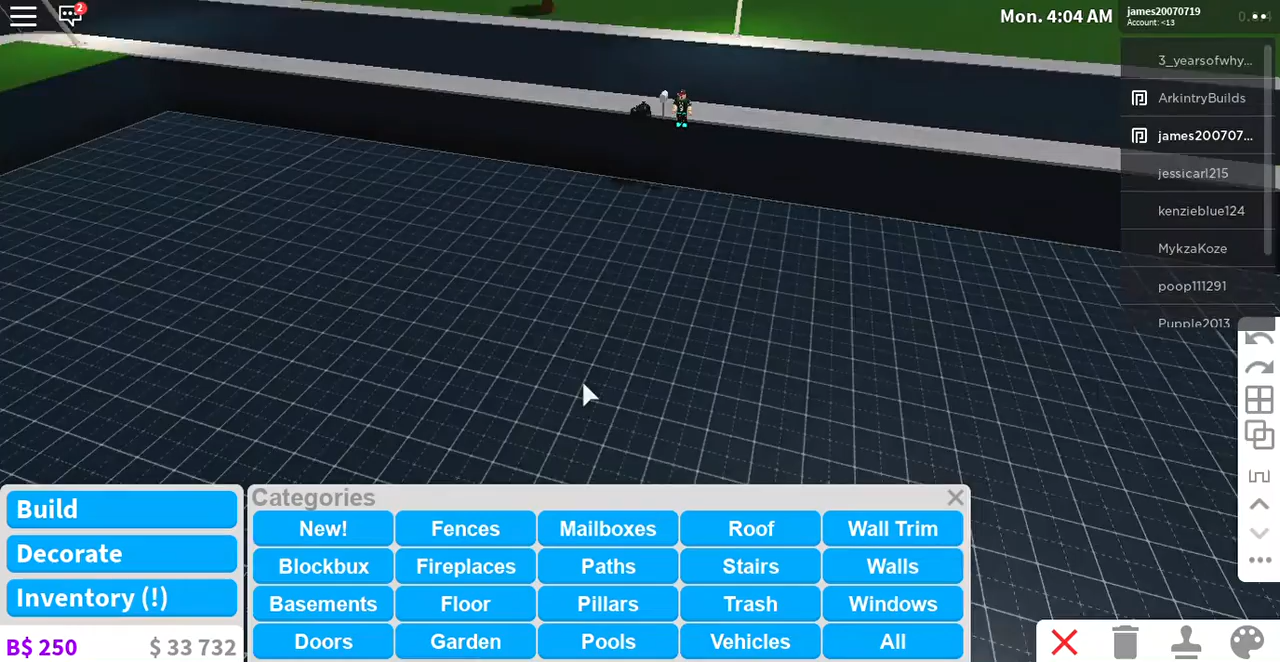 2
Mon. 4:04 AM
james20070719
Account: <13
3_yearsofwhy...
ArkintryBuilds
james200707...
jessicarl215
kenzieblue124
MykzaKoze
poop111291
Pupple2013
Categories
New! Fences Mailboxes Roof Wall Trim
Blockbux Fireplaces Paths Stairs Walls
Basements Floor Pillars Trash Windows
Doors Garden Pools Vehicles All
Build
Decorate
Inventory (!)
B$ 250 $ 33 732